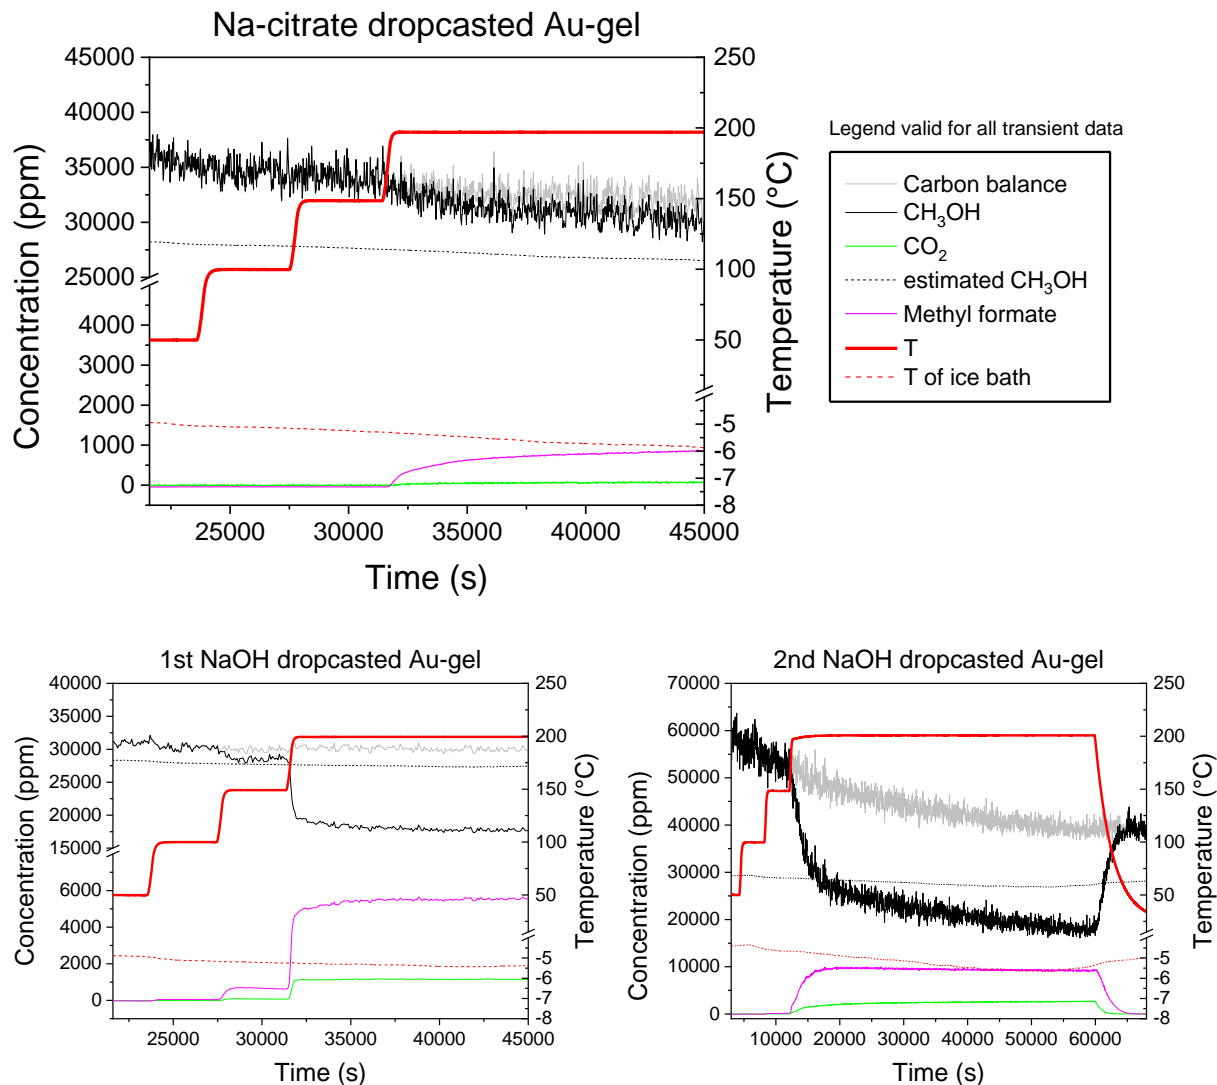 Na-citrate dropcasted Au-gel
45000
40000
35000
30000
25000
4000
3000
2000
1000
0
Concentration (ppm)
250
200
150
100
50
-5
-6
-7
-8
Temperature (°C)
25000 30000 35000 40000 45000
Time (s)
Legend valid for all transient data
Carbon balance
CH₃OH
CO₂
estimated CH₃OH
Methyl formate
T
T of ice bath
1st NaOH dropcasted Au-gel
40000
35000
30000
25000
20000
15000
6000
4000
2000
0
Concentration (ppm)
250
200
150
100
50
-5
-6
-7
-8
Temperature (°C)
25000 30000 35000 40000 45000
Time (s)
2nd NaOH dropcasted Au-gel
70000
60000
50000
40000
30000
20000
10000
0
Concentration (ppm)
250
200
150
100
50
-5
-6
-7
-8
Temperature (°C)
10000 20000 30000 40000 50000 60000
Time (s)